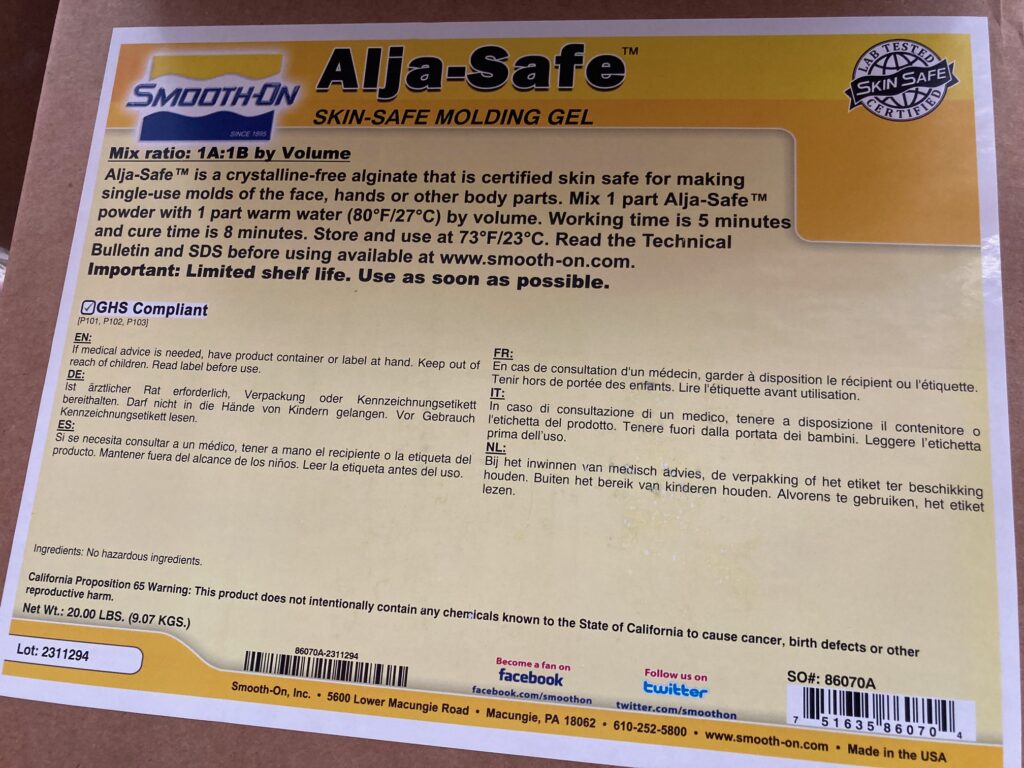 SMOOTH-ON
SINCE 1895
Alja-Safe™
SKIN-SAFE MOLDING GEL
LAB TESTED
SKIN SAFE
CERTIFIED
Mix ratio: 1A:1B by Volume
Alja-Safe™ is a crystalline-free alginate that is certified skin safe for making
single-use molds of the face, hands or other body parts. Mix 1 part Alja-Safe™
powder with 1 part warm water (80°F/27°C) by volume. Working time is 5 minutes
and cure time is 8 minutes. Store and use at 73°F/23°C. Read the Technical
Bulletin and SDS before using available at www.smooth-on.com.
Important: Limited shelf life. Use as soon as possible.
GHS Compliant
[P101, P102, P103]
EN:
If medical advice is needed, have product container or label at hand. Keep out of
reach of children. Read label before use.
DE:
Ist ärztlicher Rat erforderlich, Verpackung oder Kennzeichnungsetikett
bereithalten. Darf nicht in die Hände von Kindern gelangen. Vor Gebrauch
Kennzeichnungsetikett lesen.
ES:
Si se necesita consultar a un médico, tener a mano el recipiente o la etiqueta del
producto. Mantener fuera del alcance de los niños. Leer la etiqueta antes del uso.
FR:
En cas de consultation d'un médecin, garder à disposition le récipient ou l'étiquette.
Tenir hors de portée des enfants. Lire l'étiquette avant utilisation.
IT:
In caso di consultazione di un medico, tenere a disposizione il contenitore o
l'etichetta del prodotto. Tenere fuori dalla portata dei bambini. Leggere l'etichetta
prima dell'uso.
NL:
Bij het inwinnen van medisch advies, de verpakking of het etiket ter beschikking
houden. Buiten het bereik van kinderen houden. Alvorens te gebruiken, het etiket
lezen.
Ingredients: No hazardous ingredients.
California Proposition 65 Warning: This product does not intentionally contain any chemicals known to the State of California to cause cancer, birth defects or other
reproductive harm.
Net Wt.: 20.00 LBS. (9.07 KGS.)
Lot: 2311294
86070A-2311294
Become a fan on
facebook
facebook.com/smoothon
Follow us on
twitter
twitter.com/smoothon
SO#: 86070A
7 51635 86070 4
Smooth-On, Inc. • 5600 Lower Macungie Road • Macungie, PA 18062 • 610-252-5800 • www.smooth-on.com • Made in the USA